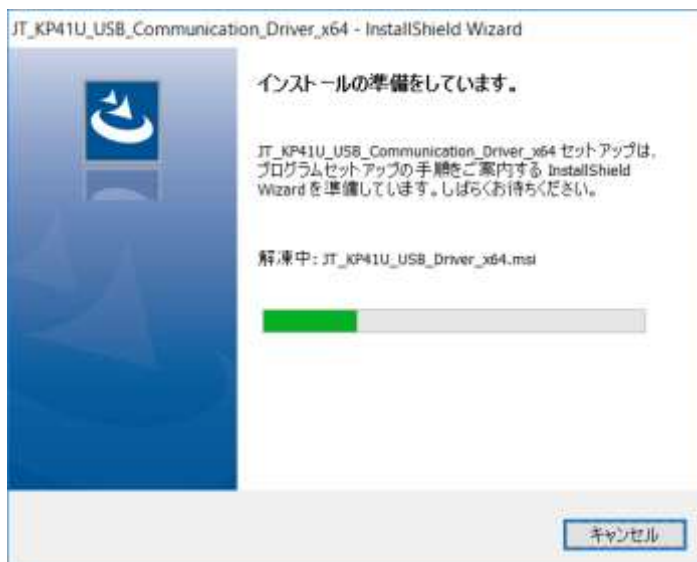 JT_KP41U_USB_Communication_Driver_x64 - InstallShield Wizard
インストールの準備をしています。
JT_KP41U_USB_Communication_Driver_x64 セットアップは、
プログラムセットアップの手順をご案内する InstallShield
Wizard を準備しています。しばらくお待ちください。
解凍中: JT_KP41U_USB_Driver_x64.msi
キャンセル